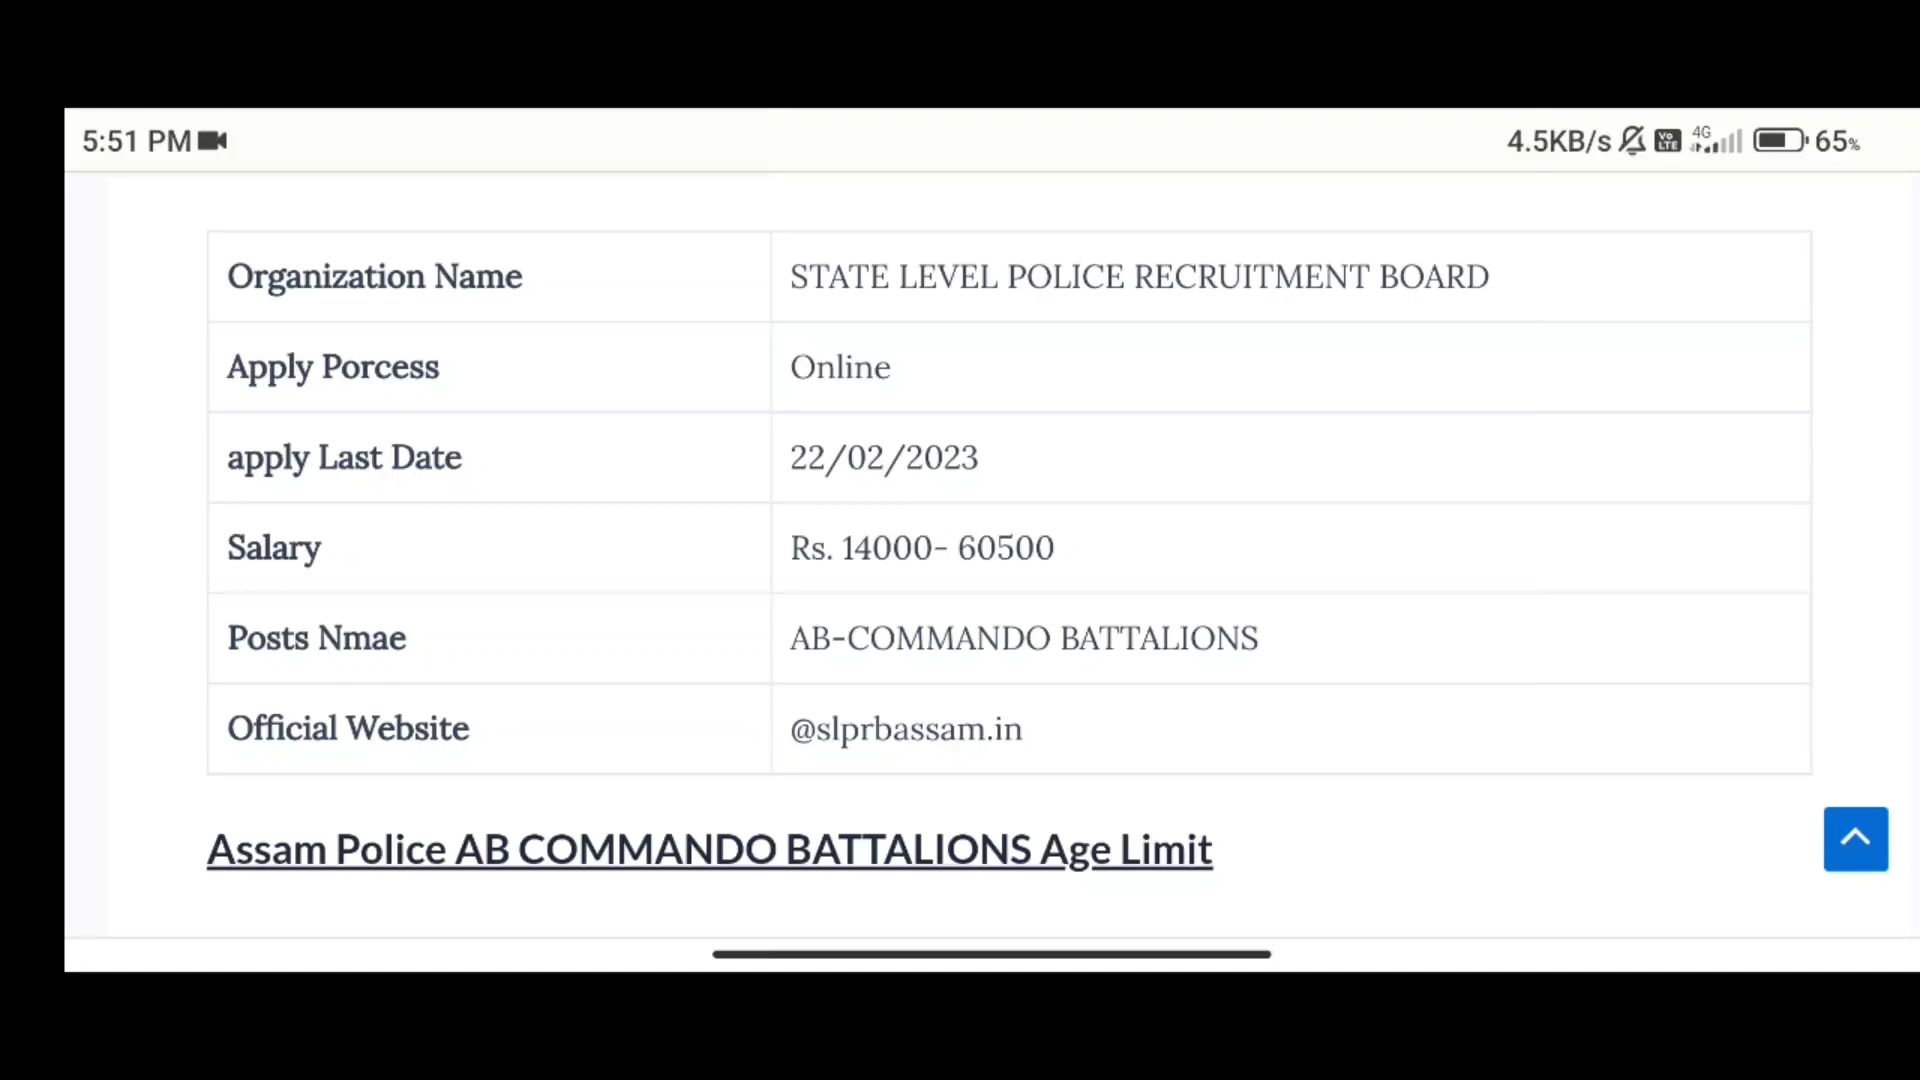 5:51 PM 4.5KB/s Vo LTE 4G 65%
Organization Name STATE LEVEL POLICE RECRUITMENT BOARD
Apply Porcess Online
apply Last Date 22/02/2023
Salary Rs. 14000- 60500
Posts Nmae AB-COMMANDO BATTALIONS
Official Website @slprbassam.in
Assam Police AB COMMANDO BATTALIONS Age Limit